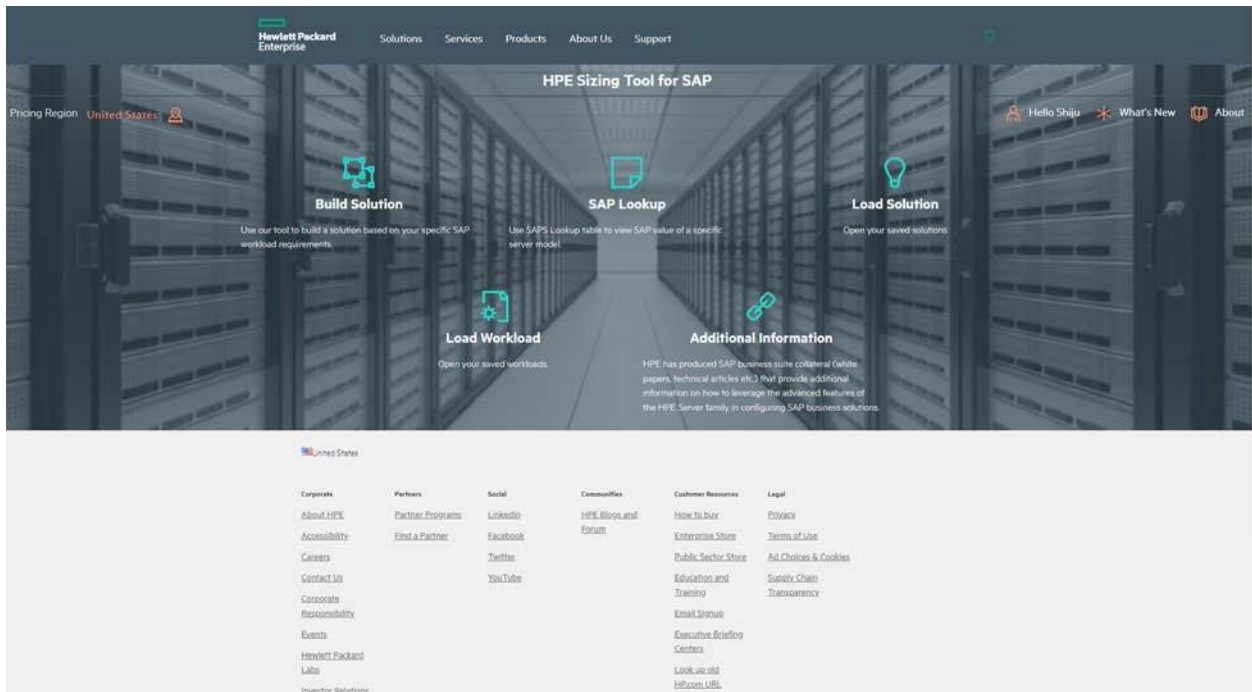 Hewlett Packard
Enterprise
Solutions Services Products About Us Support
HPE Sizing Tool for SAP
Pricing Region United States
Hello Shiju What's New About
Build Solution
Use our tool to build a solution based on your specific SAP
workload requirements.
SAP Lookup
Use SAPS Lookup table to view SAP value of a specific
server model.
Load Solution
Open your saved solutions
Load Workload
Open your saved workloads.
Additional Information
HPE has produced SAP business suite collateral (white
papers, technical articles etc.) that provide additional
information on how to leverage the advanced features of
the HPE Server family in configuring SAP business solutions.
United States
Corporate
About HPE
Accessibility
Careers
Contact Us
Corporate
Responsibility
Events
Hewlett Packard
Labs
Investor Relations
Partners
Partner Programs
Find a Partner
Social
LinkedIn
Facebook
Twitter
YouTube
Communities
HPE Blogs and
Forum
Customer Resources
How to buy
Enterprise Store
Public Sector Store
Education and
Training
Email Signup
Executive Briefing
Centers
Look up old
HP.com URL
Legal
Privacy
Terms of Use
Ad Choices & Cookies
Supply Chain
Transparency